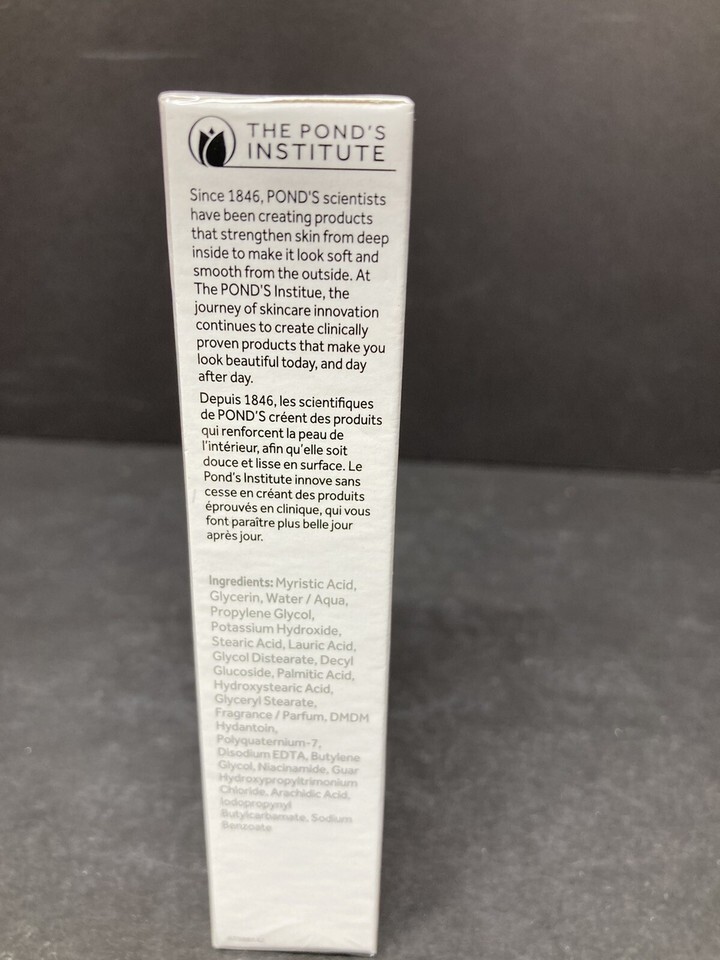 THE POND'S
INSTITUTE
Since 1846, POND'S scientists
have been creating products
that strengthen skin from deep
inside to make it look soft and
smooth from the outside. At
The POND'S Institue, the
journey of skincare innovation
continues to create clinically
proven products that make you
look beautiful today, and day
after day.
Depuis 1846, les scientifiques
de POND'S créent des produits
qui renforcent la peau de
l'intérieur, afin qu'elle soit
douce et lisse en surface. Le
Pond's Institute innove sans
cesse en créant des produits
éprouvés en clinique, qui vous
font paraître plus belle jour
après jour.
Ingredients: Myristic Acid,
Glycerin, Water / Aqua,
Propylene Glycol,
Potassium Hydroxide,
Stearic Acid, Lauric Acid,
Glycol Distearate, Decyl
Glucoside, Palmitic Acid,
Hydroxystearic Acid,
Glyceryl Stearate,
Fragrance / Parfum, DMDM
Hydantoin,
Polyquaternium-7,
Disodium EDTA, Butylene
Glycol, Niacinamide, Guar
Hydroxypropyltrimonium
Chloride, Arachidic Acid,
Iodopropynyl
Butylcarbamate, Sodium
Benzoate